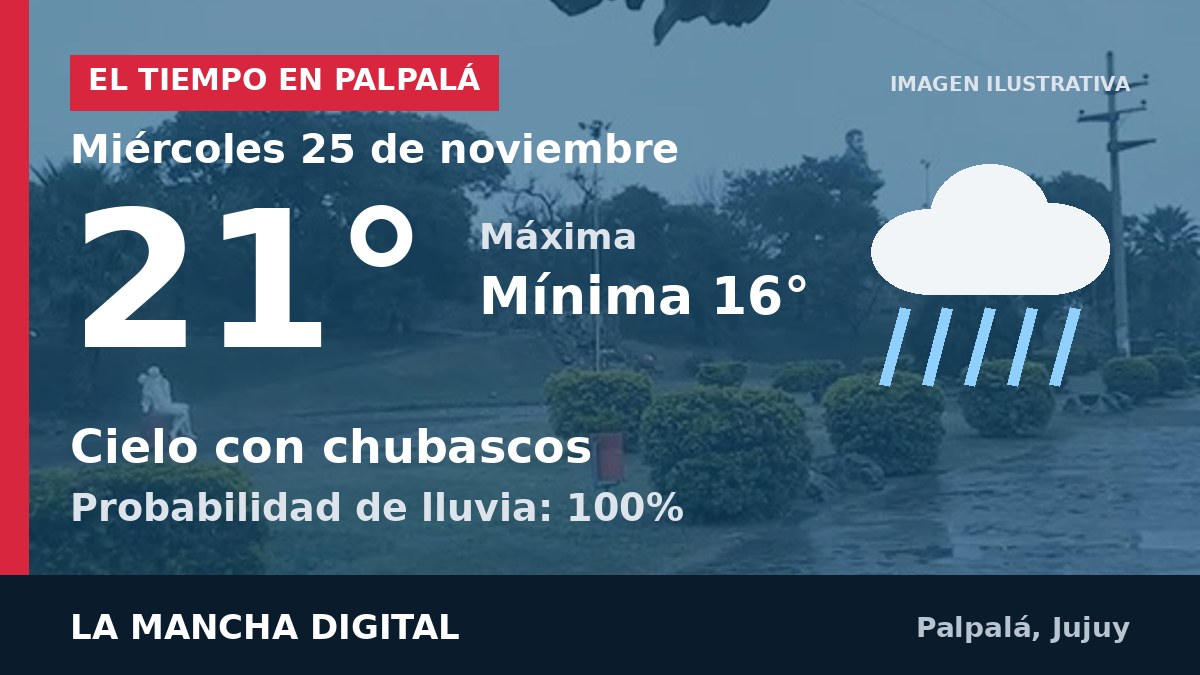 EL TIEMPO EN PALPALÁ
IMAGEN ILUSTRATIVA
Miércoles 25 de noviembre
21°
Máxima
Mínima 16°
Cielo con chubascos
Probabilidad de lluvia: 100%
LA MANCHA DIGITAL
Palpalá, Jujuy